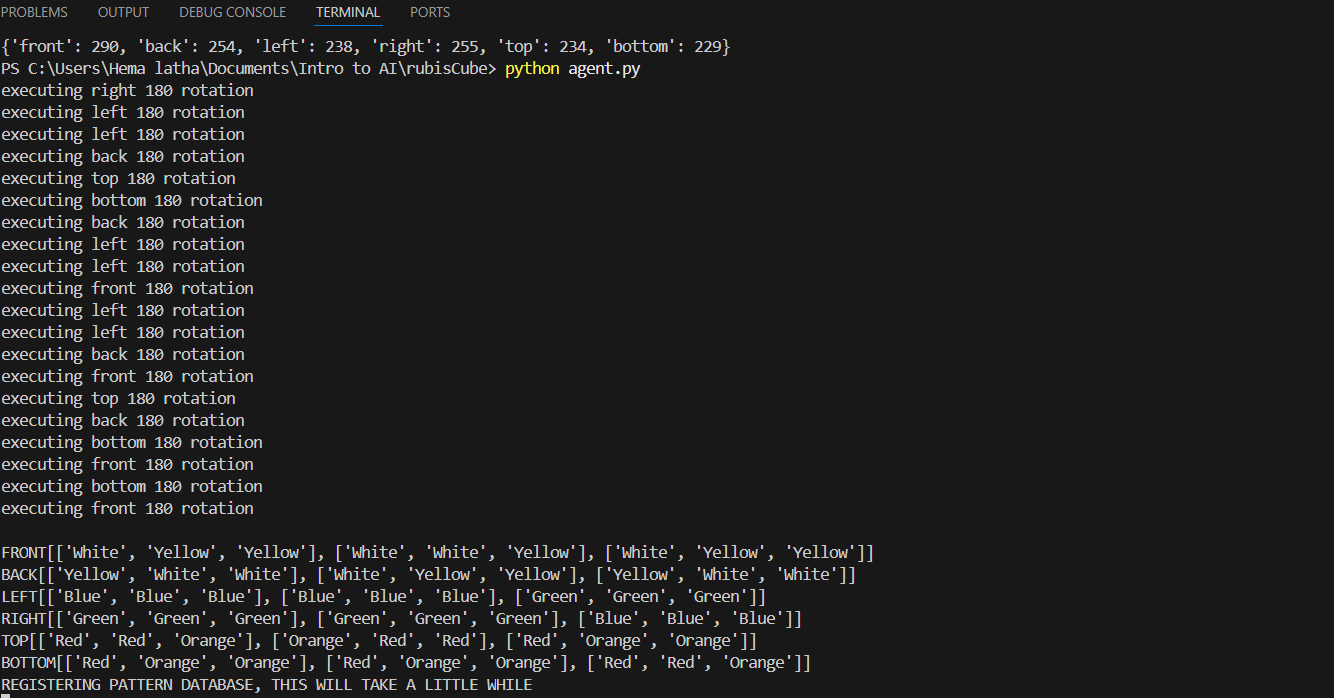 PROBLEMS OUTPUT DEBUG CONSOLE TERMINAL PORTS
{'front': 290, 'back': 254, 'left': 238, 'right': 255, 'top': 234, 'bottom': 229}
PS C:\Users\Hema latha\Documents\Intro to AI\rubisCube> python agent.py
executing right 180 rotation
executing left 180 rotation
executing left 180 rotation
executing back 180 rotation
executing top 180 rotation
executing bottom 180 rotation
executing back 180 rotation
executing left 180 rotation
executing left 180 rotation
executing front 180 rotation
executing left 180 rotation
executing left 180 rotation
executing back 180 rotation
executing front 180 rotation
executing top 180 rotation
executing back 180 rotation
executing bottom 180 rotation
executing front 180 rotation
executing bottom 180 rotation
executing front 180 rotation
FRONT[['White', 'Yellow', 'Yellow'], ['White', 'White', 'Yellow'], ['White', 'Yellow', 'Yellow']]
BACK[['Yellow', 'White', 'White'], ['White', 'Yellow', 'Yellow'], ['Yellow', 'White', 'White']]
LEFT[['Blue', 'Blue', 'Blue'], ['Blue', 'Blue', 'Blue'], ['Green', 'Green', 'Green']]
RIGHT[['Green', 'Green', 'Green'], ['Green', 'Green', 'Green'], ['Blue', 'Blue', 'Blue']]
TOP[['Red', 'Red', 'Orange'], ['Orange', 'Red', 'Red'], ['Red', 'Orange', 'Orange']]
BOTTOM[['Red', 'Orange', 'Orange'], ['Red', 'Orange', 'Orange'], ['Red', 'Red', 'Orange']]
REGISTERING PATTERN DATABASE, THIS WILL TAKE A LITTLE WHILE